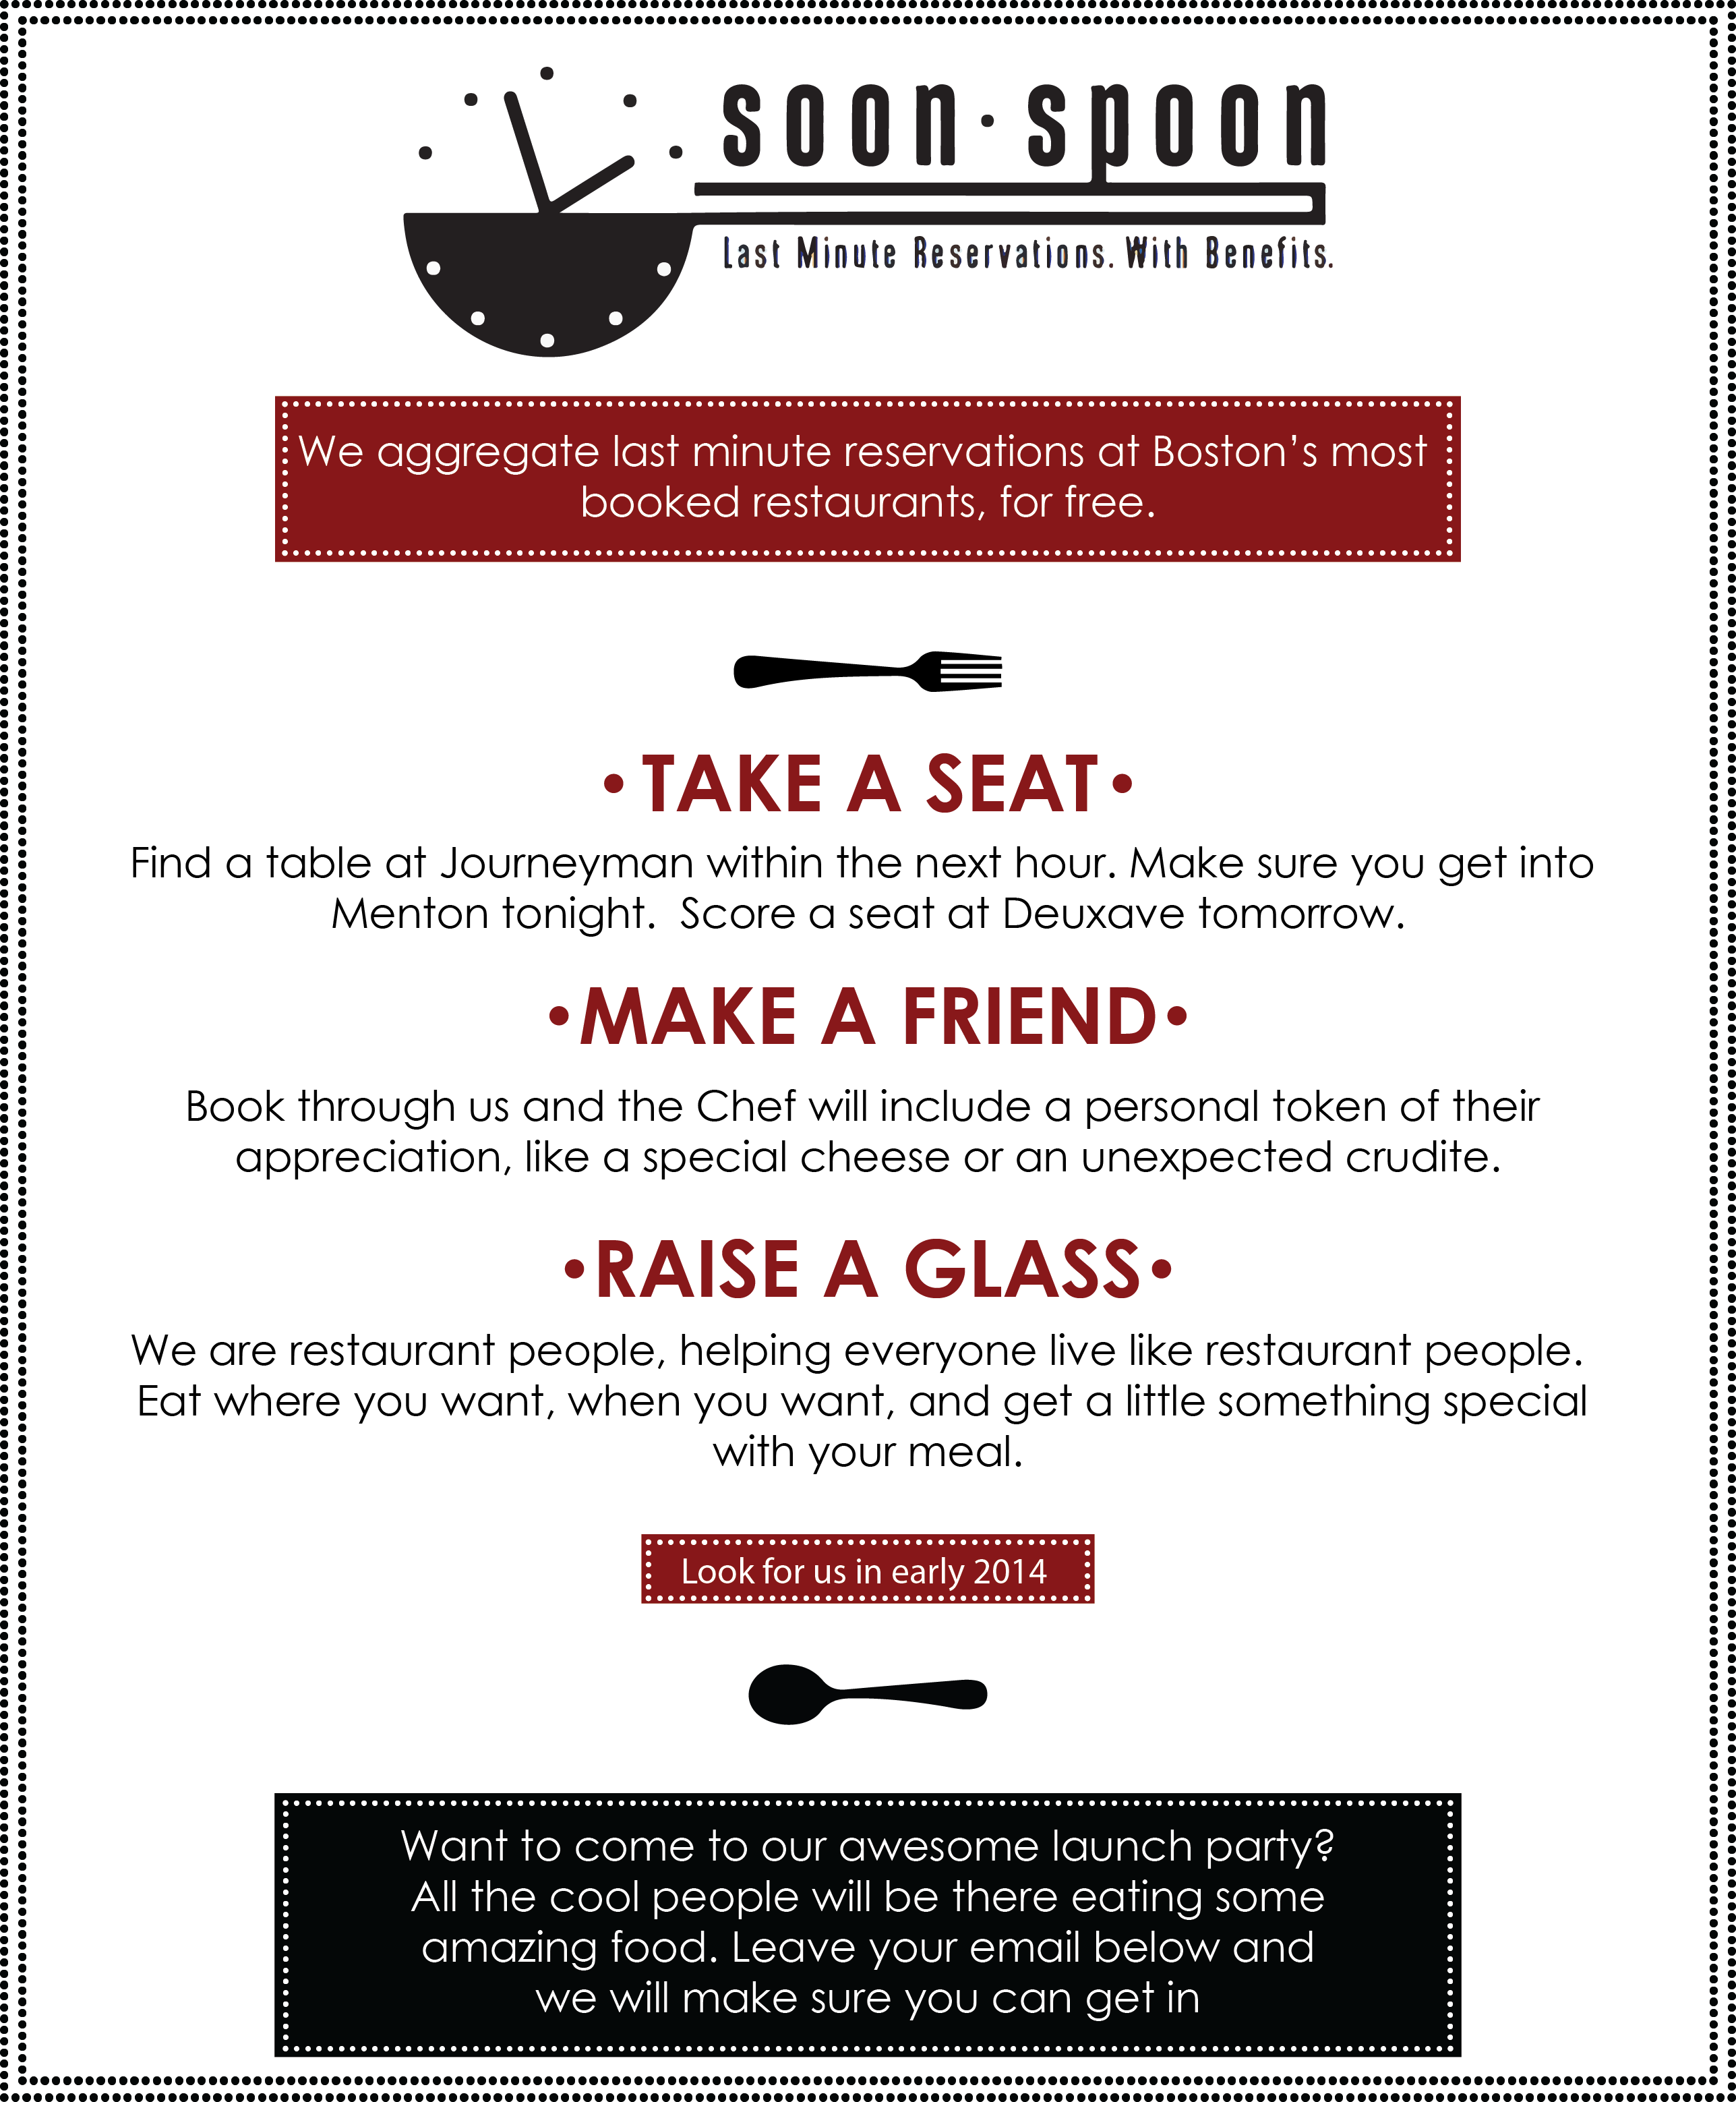 soon·spoon
Last Minute Reservations. With Benefits.
We aggregate last minute reservations at Boston’s most
booked restaurants, for free.
•TAKE A SEAT•
Find a table at Journeyman within the next hour. Make sure you get into
Menton tonight.  Score a seat at Deuxave tomorrow.
•MAKE A FRIEND•
Book through us and the Chef will include a personal token of their
appreciation, like a special cheese or an unexpected crudite.
•RAISE A GLASS•
We are restaurant people, helping everyone live like restaurant people.
Eat where you want, when you want, and get a little something special
with your meal.
Look for us in early 2014
Want to come to our awesome launch party?
All the cool people will be there eating some
amazing food. Leave your email below and
we will make sure you can get in